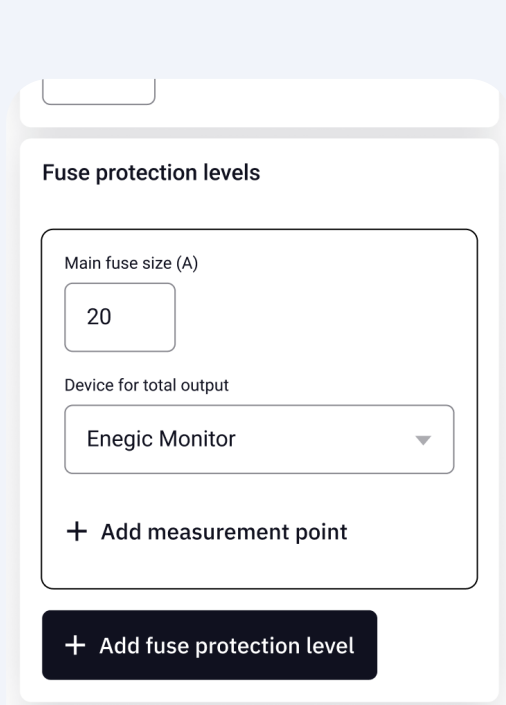 Fuse protection levels
Main fuse size (A)
20
Device for total output
Enegic Monitor
+ Add measurement point
+ Add fuse protection level